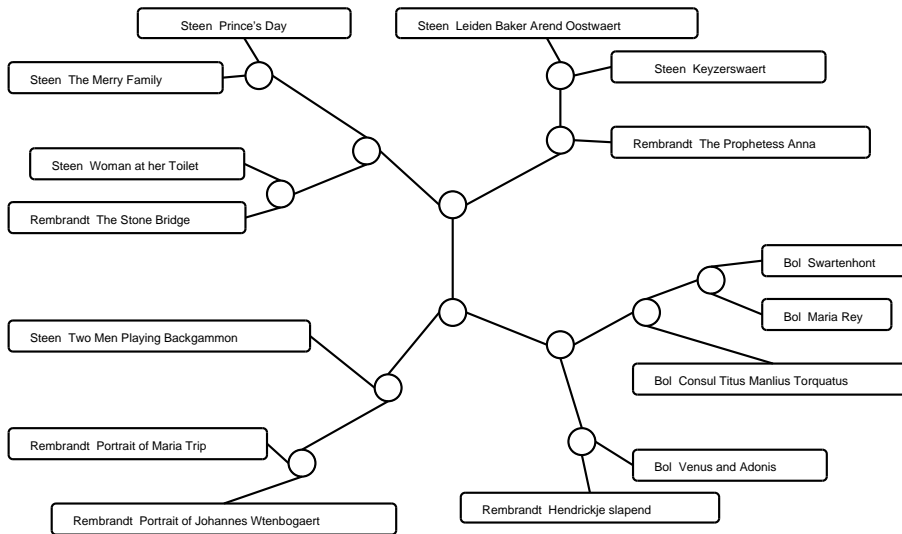 Steen Prince's Day
Steen Leiden Baker Arend Oostwaert
Steen The Merry Family
Steen Keyzerswaert
Rembrandt The Prophetess Anna
Steen Woman at her Toilet
Rembrandt The Stone Bridge
Bol Swartenhont
Bol Maria Rey
Steen Two Men Playing Backgammon
Bol Consul Titus Manlius Torquatus
Rembrandt Portrait of Maria Trip
Bol Venus and Adonis
Rembrandt Hendrickje slapend
Rembrandt Portrait of Johannes Wtenbogaert